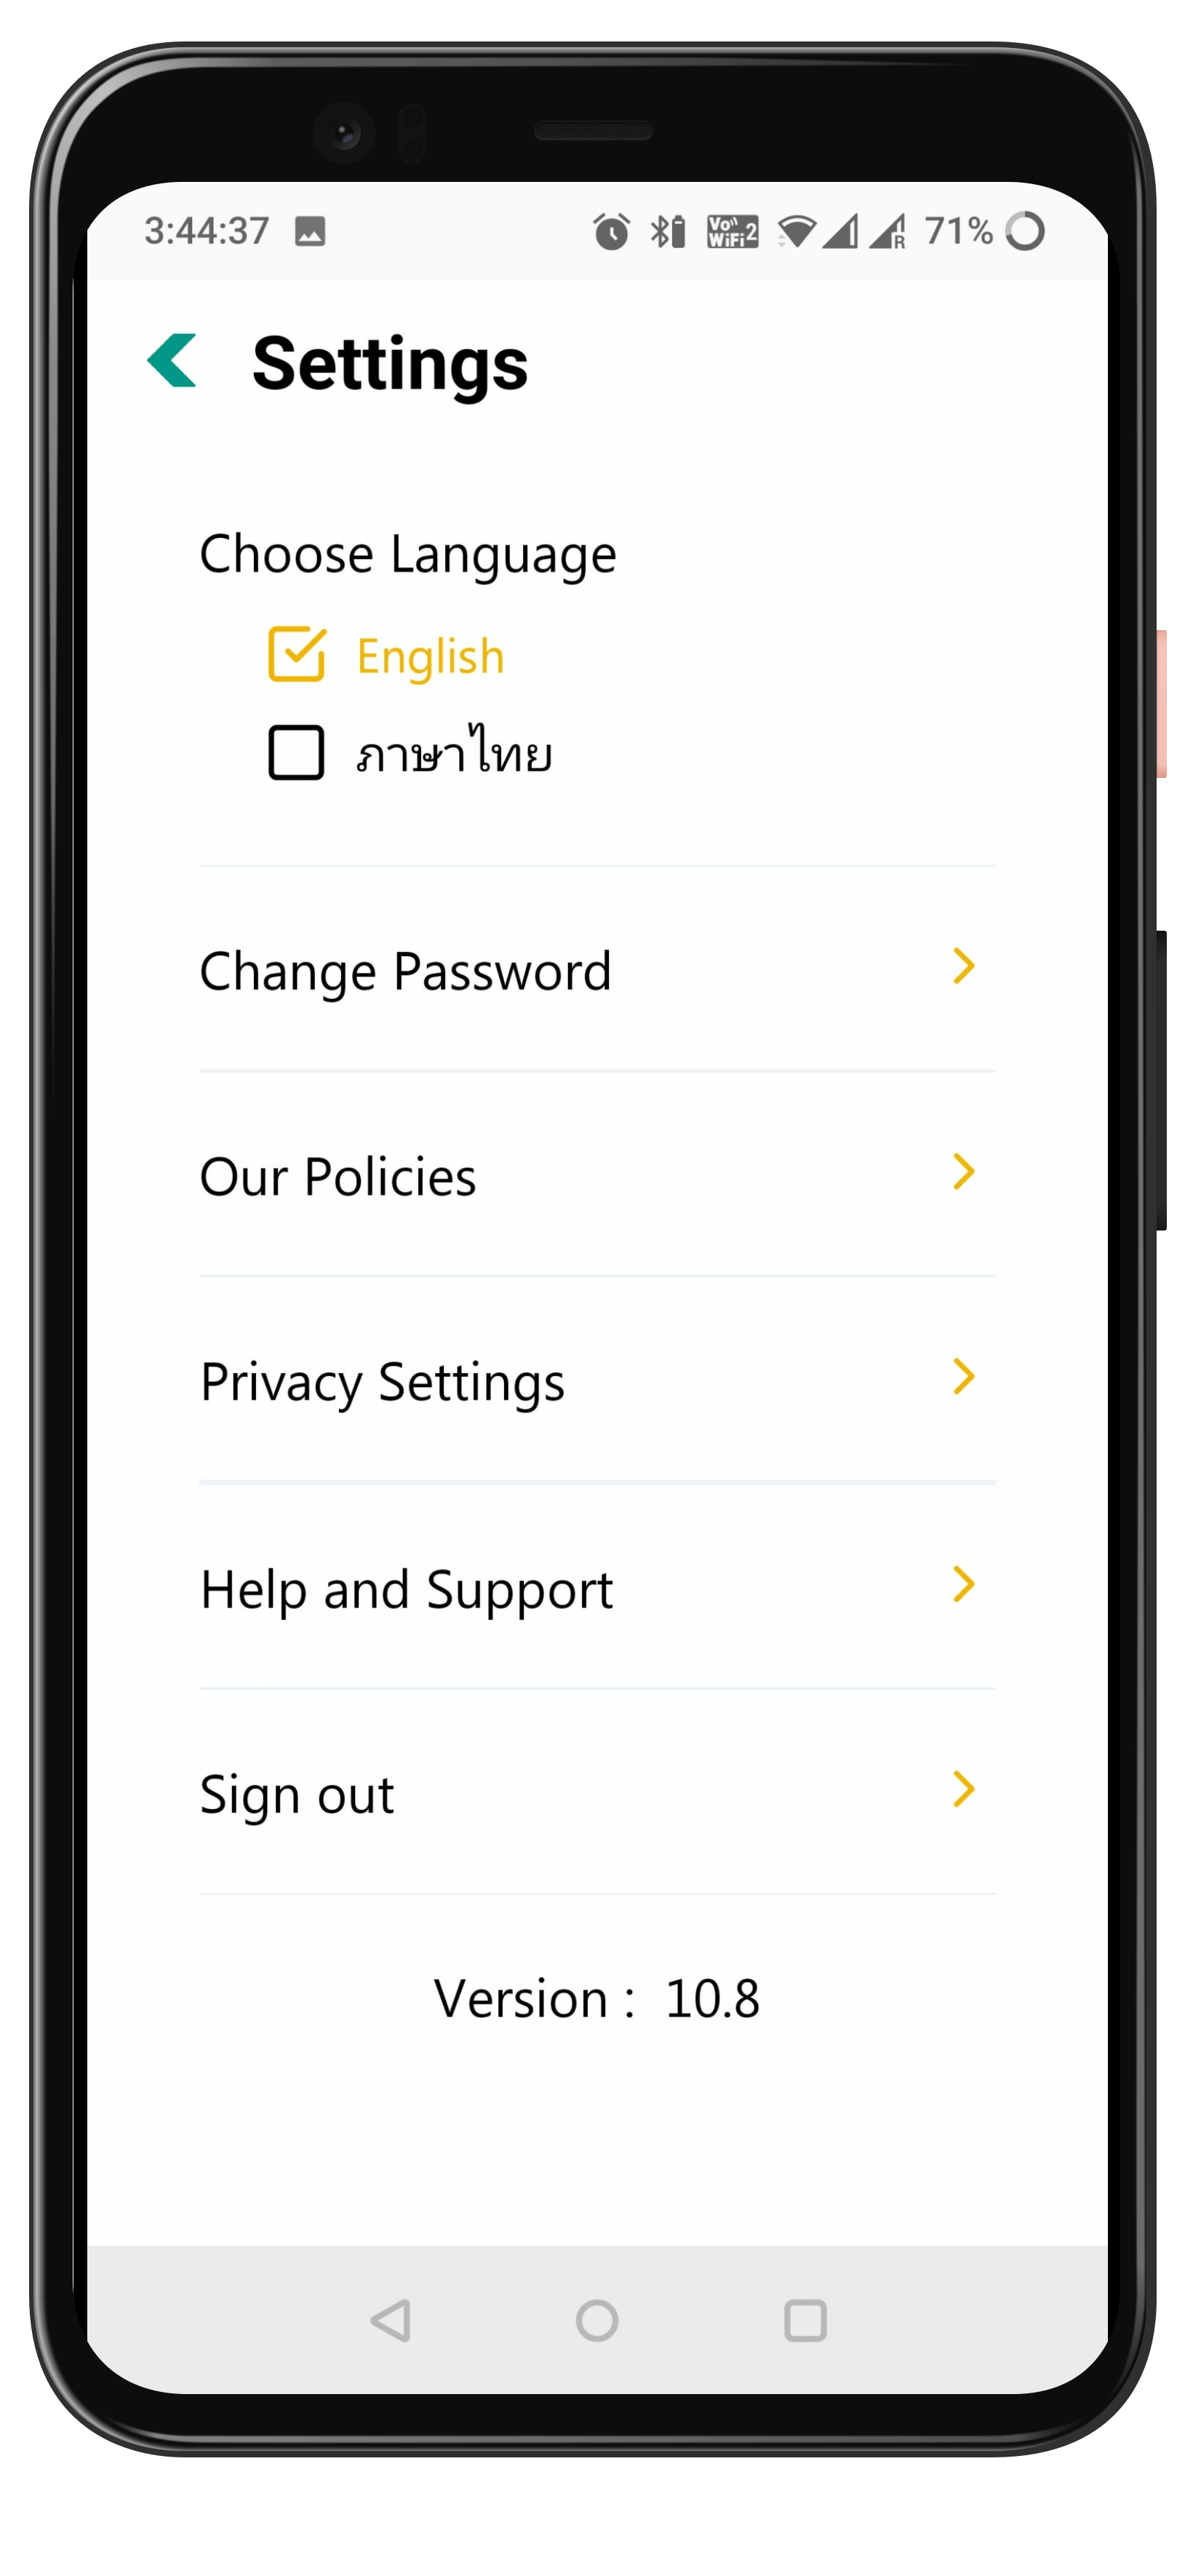 3:44:37 Vo)) WiFi 2 R 71%
Settings
Choose Language
English
ภาษาไทย
Change Password
Our Policies
Privacy Settings
Help and Support
Sign out
Version : 10.8